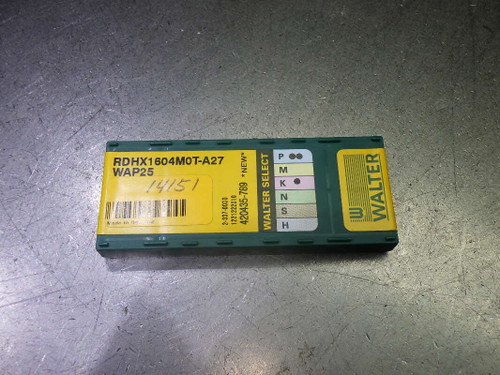 RDHX1604M0T-A27
WAP25
14151
420435-789 *NEW*
WALTER SELECT
P
M
K
N
S
H
WALTER